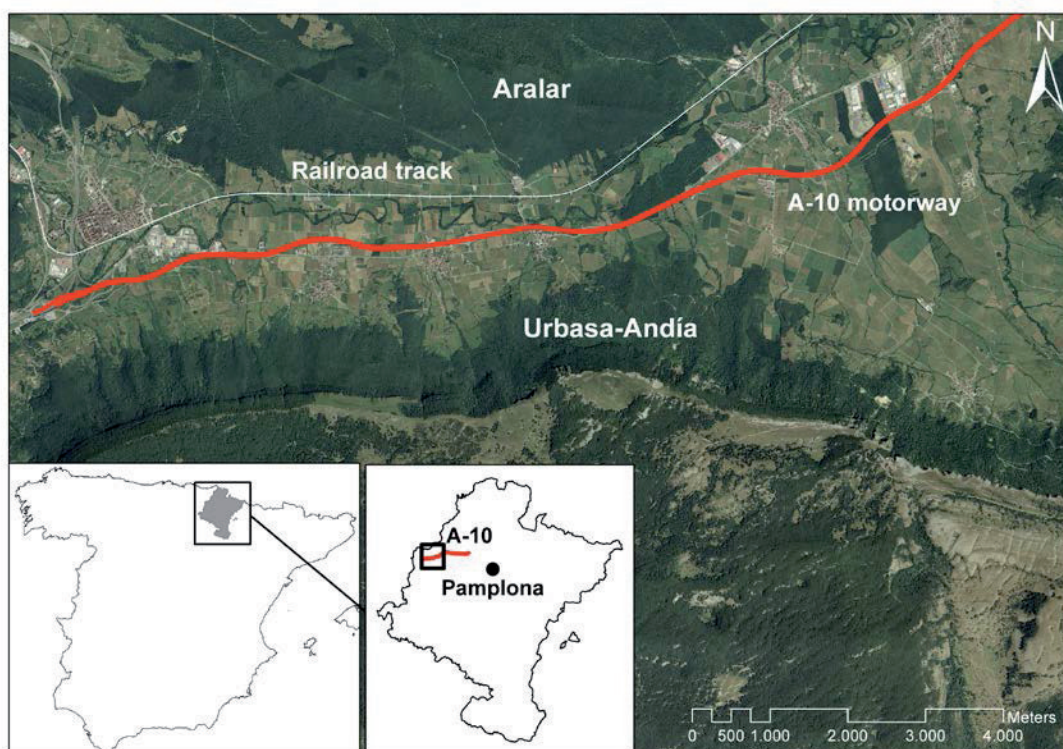 N
Aralar
Railroad track
A-10 motorway
Urbasa-Andía
A-10
Pamplona
Meters
0 500 1.000 2.000 3.000 4.000